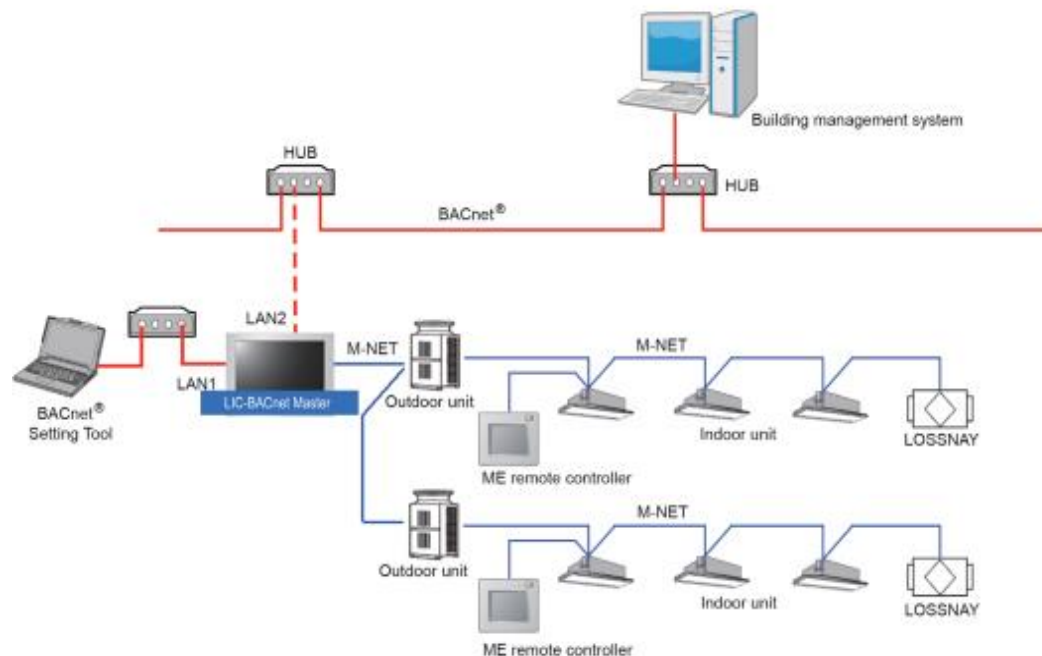 Building management system
HUB
HUB
BACnet®
LAN2
M-NET
M-NET
LAN1
LIC-BACnet Master
Outdoor unit
BACnet®
Setting Tool
Indoor unit
LOSSNAY
ME remote controller
M-NET
Outdoor unit
Indoor unit
LOSSNAY
ME remote controller